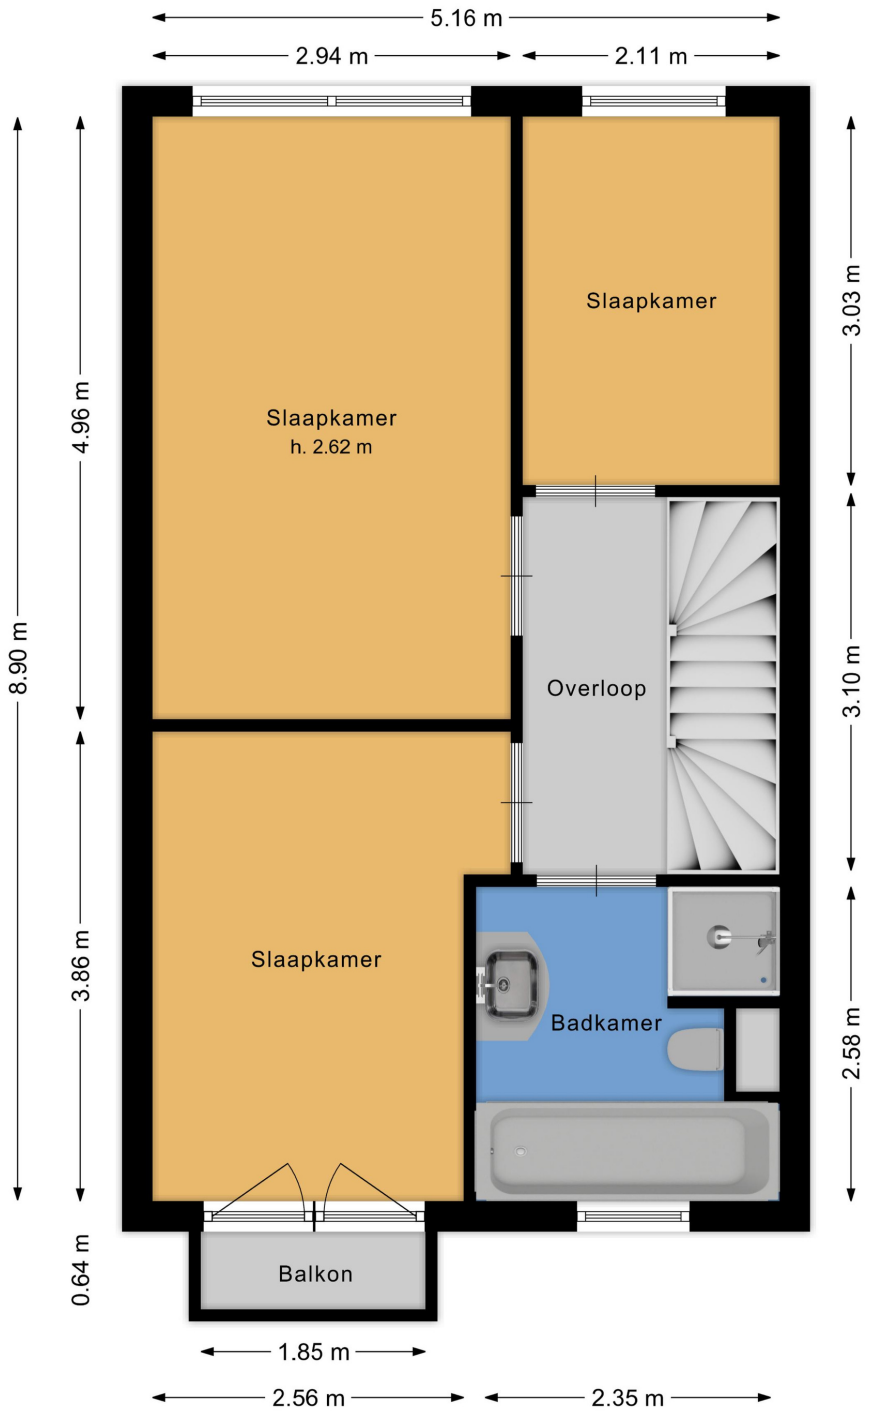 5.16 m
2.94 m
2.11 m
Slaapkamer
3.03 m
4.96 m
Slaapkamer
h. 2.62 m
8.90 m
Overloop
3.10 m
3.86 m
Slaapkamer
Badkamer
2.58 m
0.64 m
Balkon
1.85 m
2.56 m
2.35 m